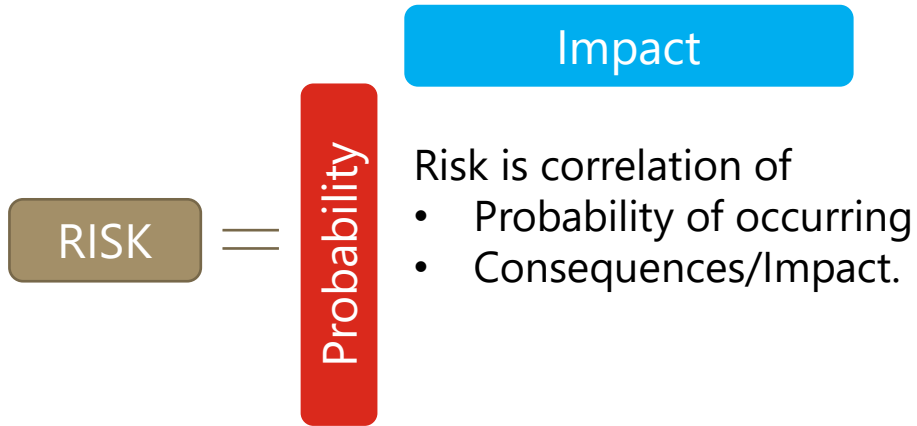 Impact
RISK
Probability
Risk is correlation of
• Probability of occurring
• Consequences/Impact.